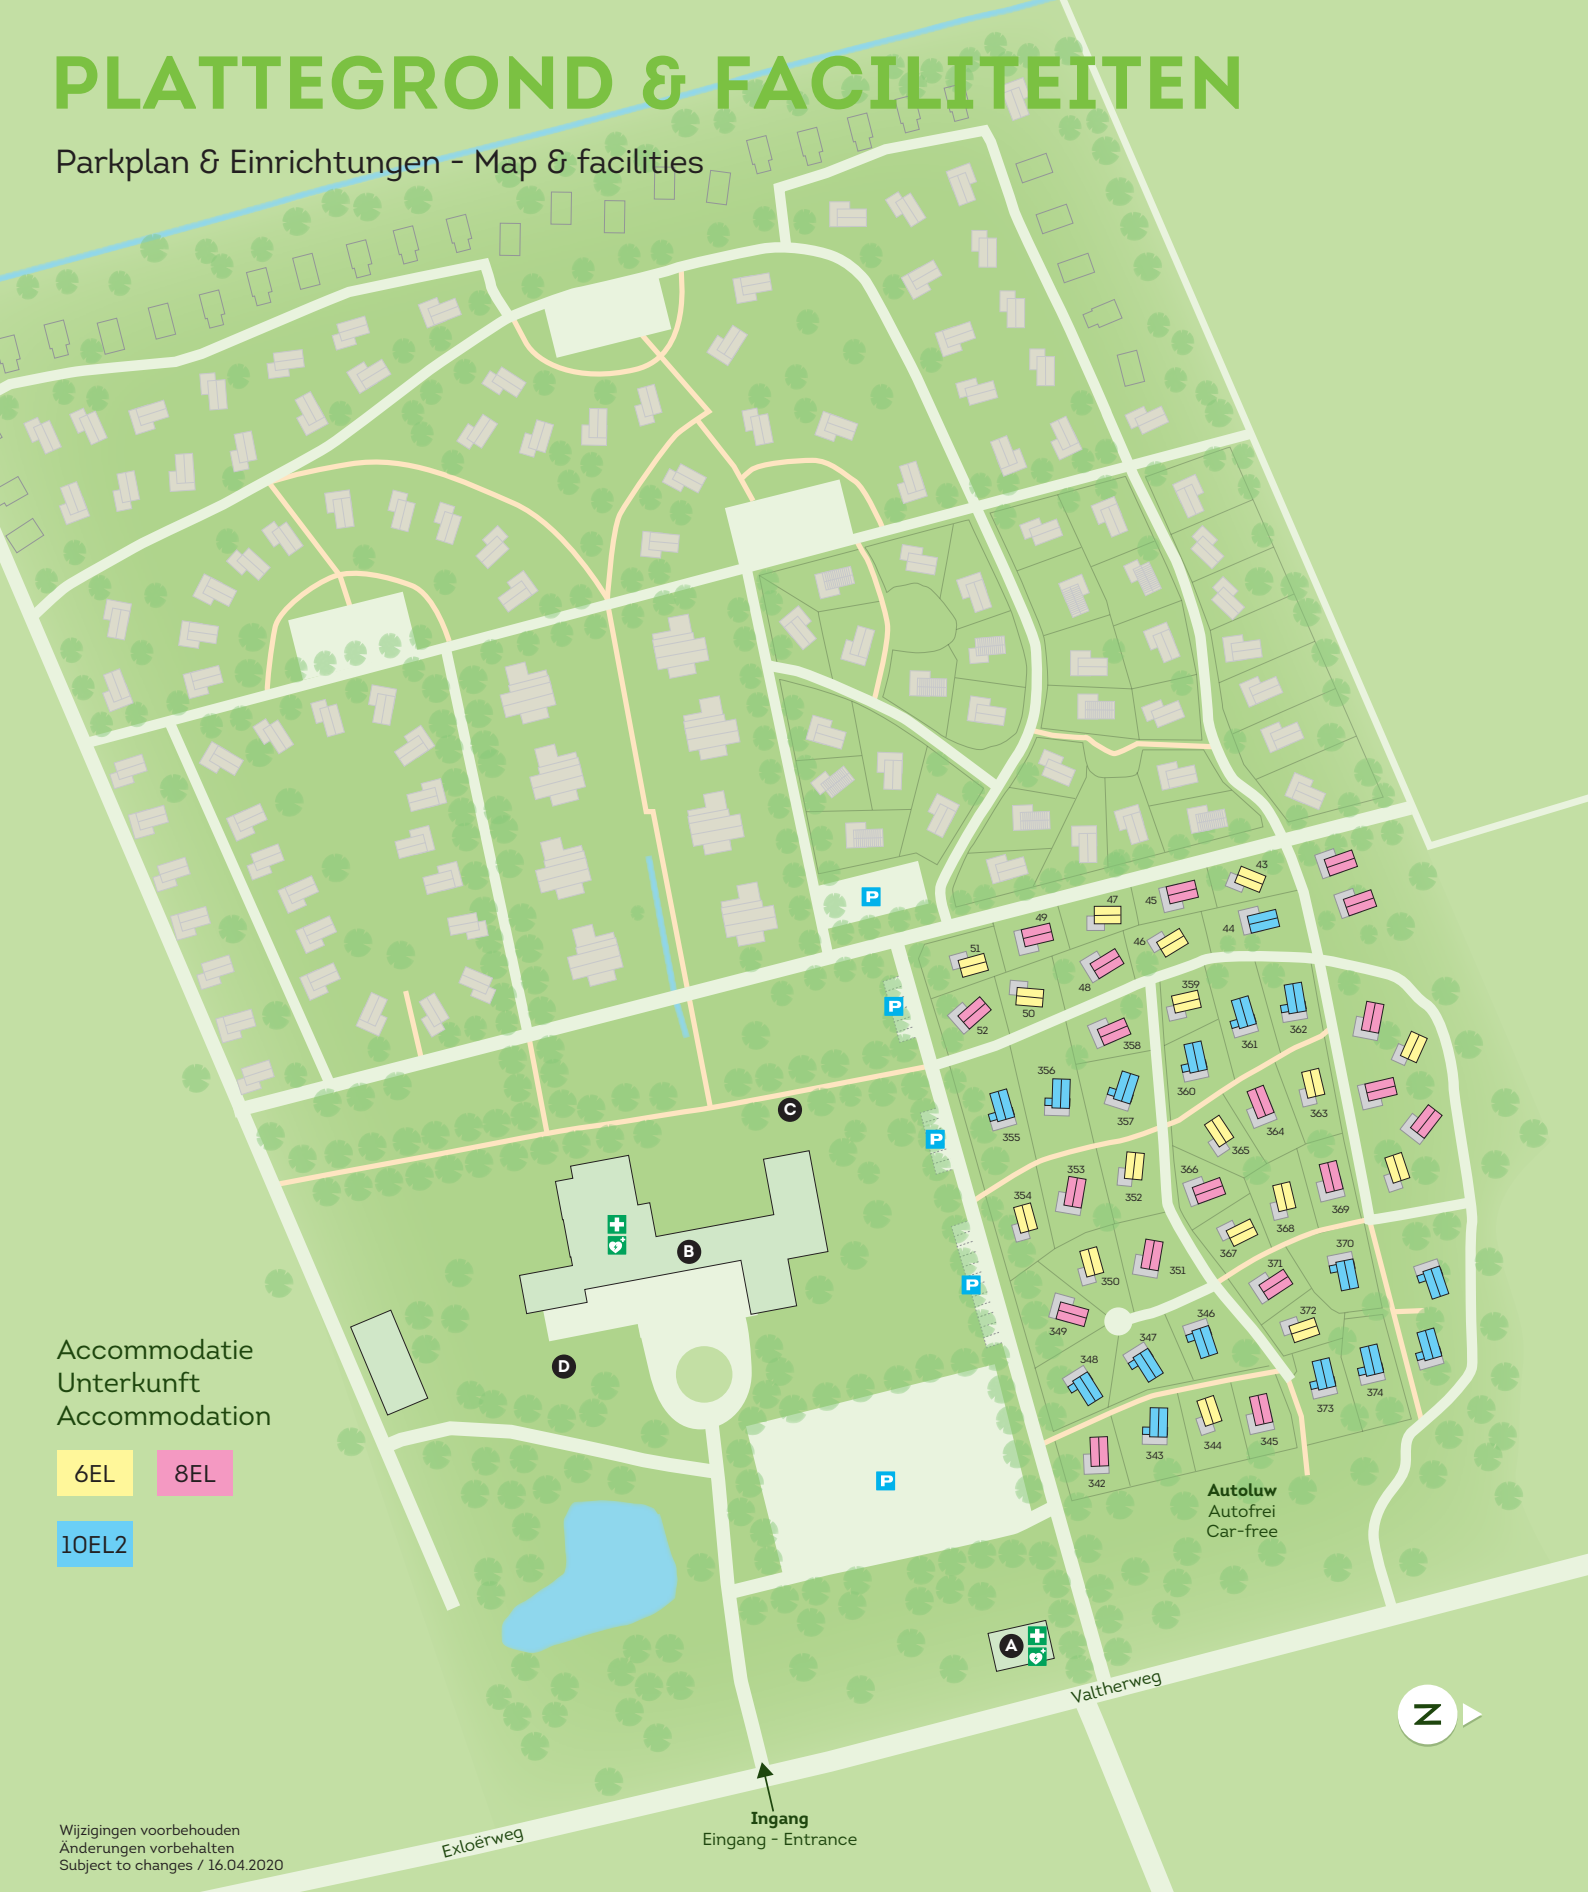 PLATTEGROND & FACILITEITEN
Parkplan & Einrichtungen - Map & facilities
43
47
45
49
44
46
51
48
50
52
359
362
361
358
356
360
363
357
364
355
365
366
353
352
354
369
368
367
370
351
371
350
346
372
349
347
348
373
374
345
344
343
342
P
P
P
P
P
C
B
D
A
Accommodatie
Unterkunft
Accommodation
6EL
8EL
10EL2
Autoluw
Autofrei
Car-free
Valtherweg
N
Ingang
Eingang - Entrance
Exloërweg
Wijzigingen voorbehouden
Änderungen vorbehalten
Subject to changes / 16.04.2020